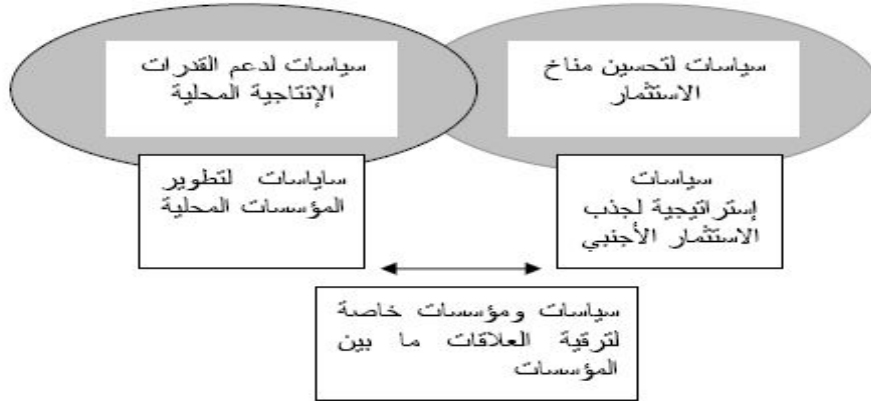 سياسات لتحسين مناخ
الاستثمار
سياسات لدعم القدرات
الإنتاجية المحلية
سياسات
إستراتيجية لجذب
الاستثمار الأجنبي
ساياسات لتطوير
المؤسسات المحلية
سياسات ومؤسسات خاصة
لترقية العلاقات ما بين
المؤسسات